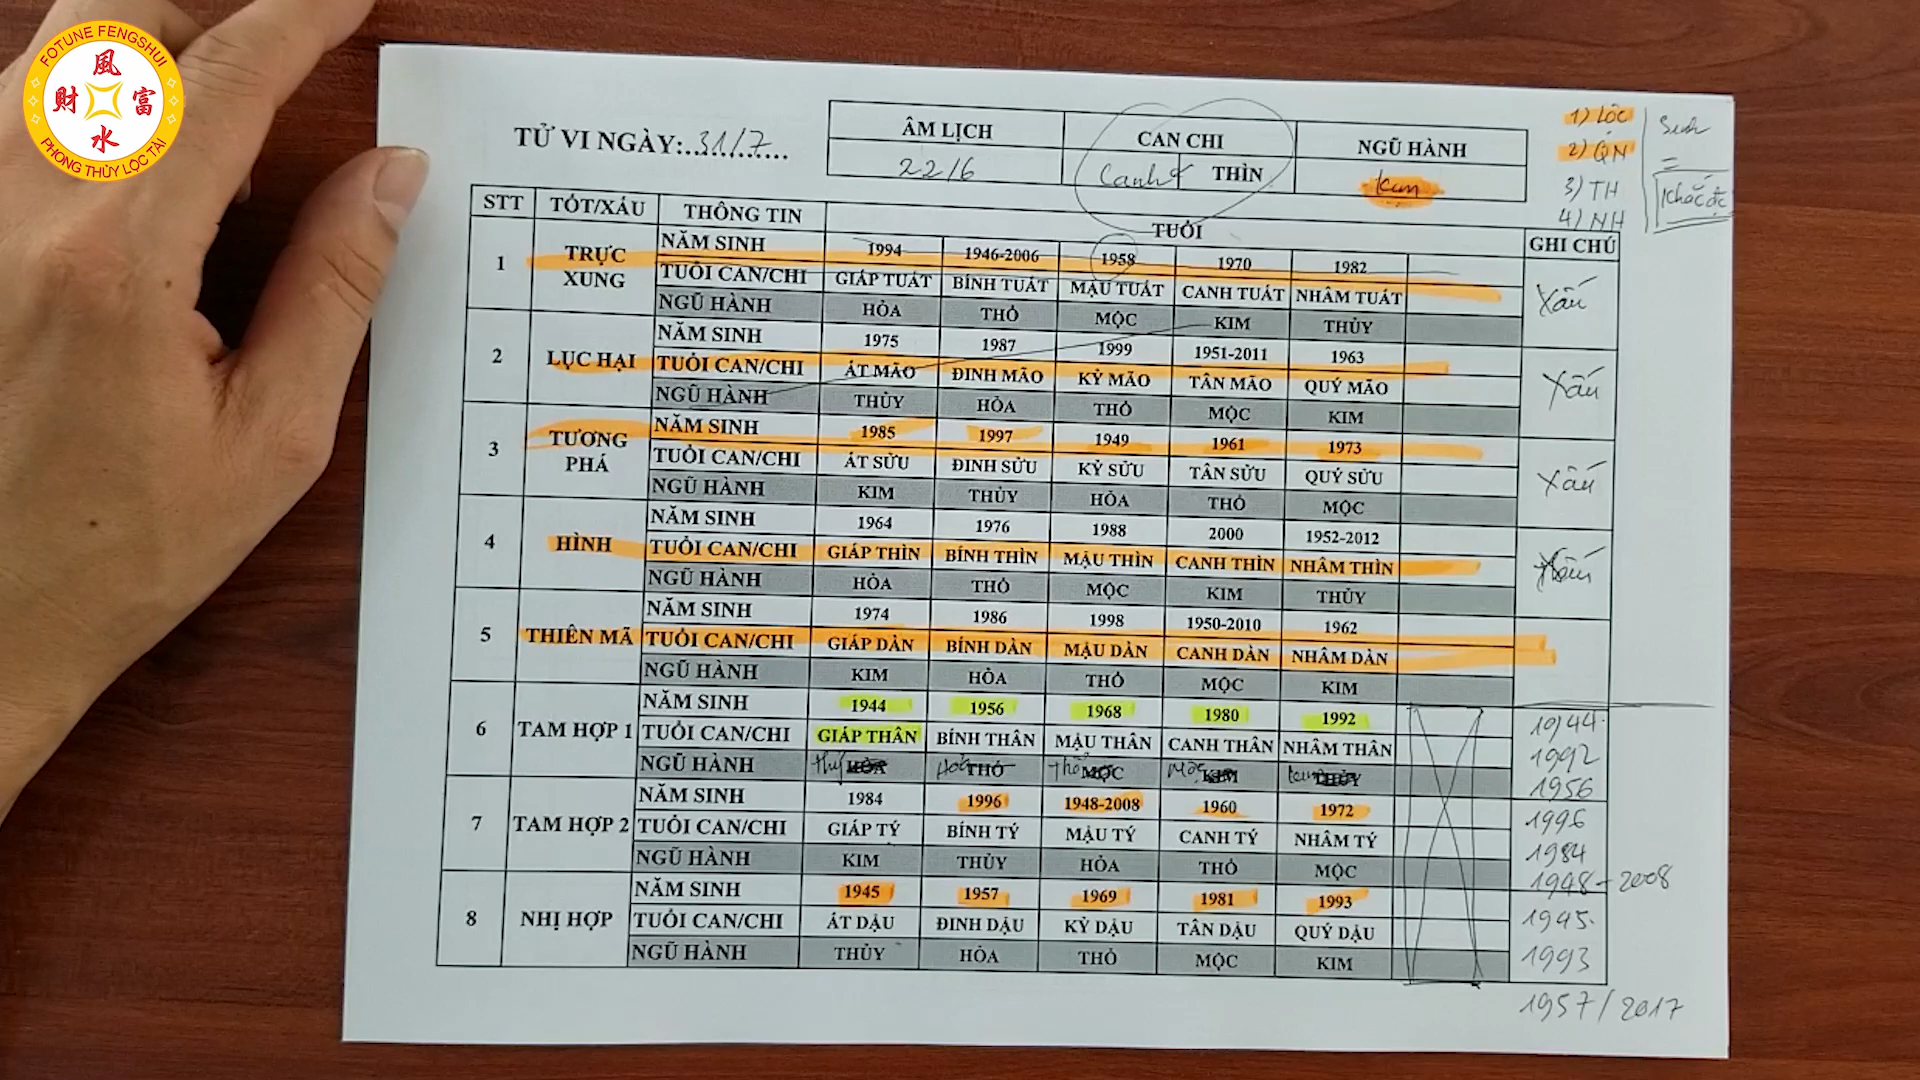 FOTUNE FENGSHUI
風
財 富
水
PHONG THỦY LỘC TÀI
TỬ VI NGÀY:..31/7..
ÂM LỊCH CAN CHI NGŨ HÀNH
22/6 Canh THÌN Kim
1) LỘC
2) QN
3) TH
4) NH
Sinh
=
STT TỐT/XẤU THÔNG TIN TUỔI GHI CHÚ
1 TRỰC XUNG NĂM SINH 1994 1946-2006 1958 1970 1982 Xấu
TUỔI CAN/CHI GIÁP TUẤT BÍNH TUẤT MẬU TUẤT CANH TUẤT NHÂM TUẤT
NGŨ HÀNH HỎA THỔ MỘC KIM THỦY
2 LỤC HẠI NĂM SINH 1975 1987 1999 1951-2011 1963 Xấu
TUỔI CAN/CHI ẤT MÃO ĐINH MÃO KỶ MÃO TÂN MÃO QUÝ MÃO
NGŨ HÀNH THỦY HỎA THỔ MỘC KIM
3 TƯƠNG PHÁ NĂM SINH 1985 1997 1949 1961 1973 Xấu
TUỔI CAN/CHI ẤT SỬU ĐINH SỬU KỶ SỬU TÂN SỬU QUÝ SỬU
NGŨ HÀNH KIM THỦY HỎA THỔ MỘC
4 HÌNH NĂM SINH 1964 1976 1988 2000 1952-2012
TUỔI CAN/CHI GIÁP THÌN BÍNH THÌN MẬU THÌN CANH THÌN NHÂM THÌN
NGŨ HÀNH HỎA THỔ MỘC KIM THỦY
5 THIÊN MÃ NĂM SINH 1974 1986 1998 1950-2010 1962
TUỔI CAN/CHI GIÁP DẦN BÍNH DẦN MẬU DẦN CANH DẦN NHÂM DẦN
NGŨ HÀNH KIM HỎA THỔ MỘC KIM
6 TAM HỢP 1 NĂM SINH 1944 1956 1968 1980 1992
TUỔI CAN/CHI GIÁP THÂN BÍNH THÂN MẬU THÂN CANH THÂN NHÂM THÂN
NGŨ HÀNH HỎA THỔ MỘC KIM THỦY
7 TAM HỢP 2 NĂM SINH 1984 1996 1948-2008 1960 1972
TUỔI CAN/CHI GIÁP TÝ BÍNH TÝ MẬU TÝ CANH TÝ NHÂM TÝ
NGŨ HÀNH KIM THỦY HỎA THỔ MỘC
8 NHỊ HỢP NĂM SINH 1945 1957 1969 1981 1993
TUỔI CAN/CHI ẤT DẬU ĐINH DẬU KỶ DẬU TÂN DẬU QUÝ DẬU
NGŨ HÀNH THỦY HỎA THỔ MỘC KIM
1944
1992
1956
1996
1984
1948-2008
1945
1993
1957/2017